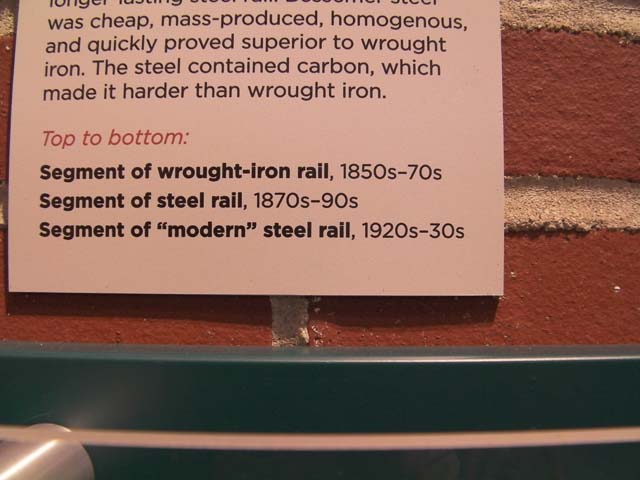 longer-lasting steel rail. Bessemer steel
was cheap, mass-produced, homogenous,
and quickly proved superior to wrought
iron. The steel contained carbon, which
made it harder than wrought iron.
Top to bottom:
Segment of wrought-iron rail, 1850s–70s
Segment of steel rail, 1870s–90s
Segment of “modern” steel rail, 1920s–30s